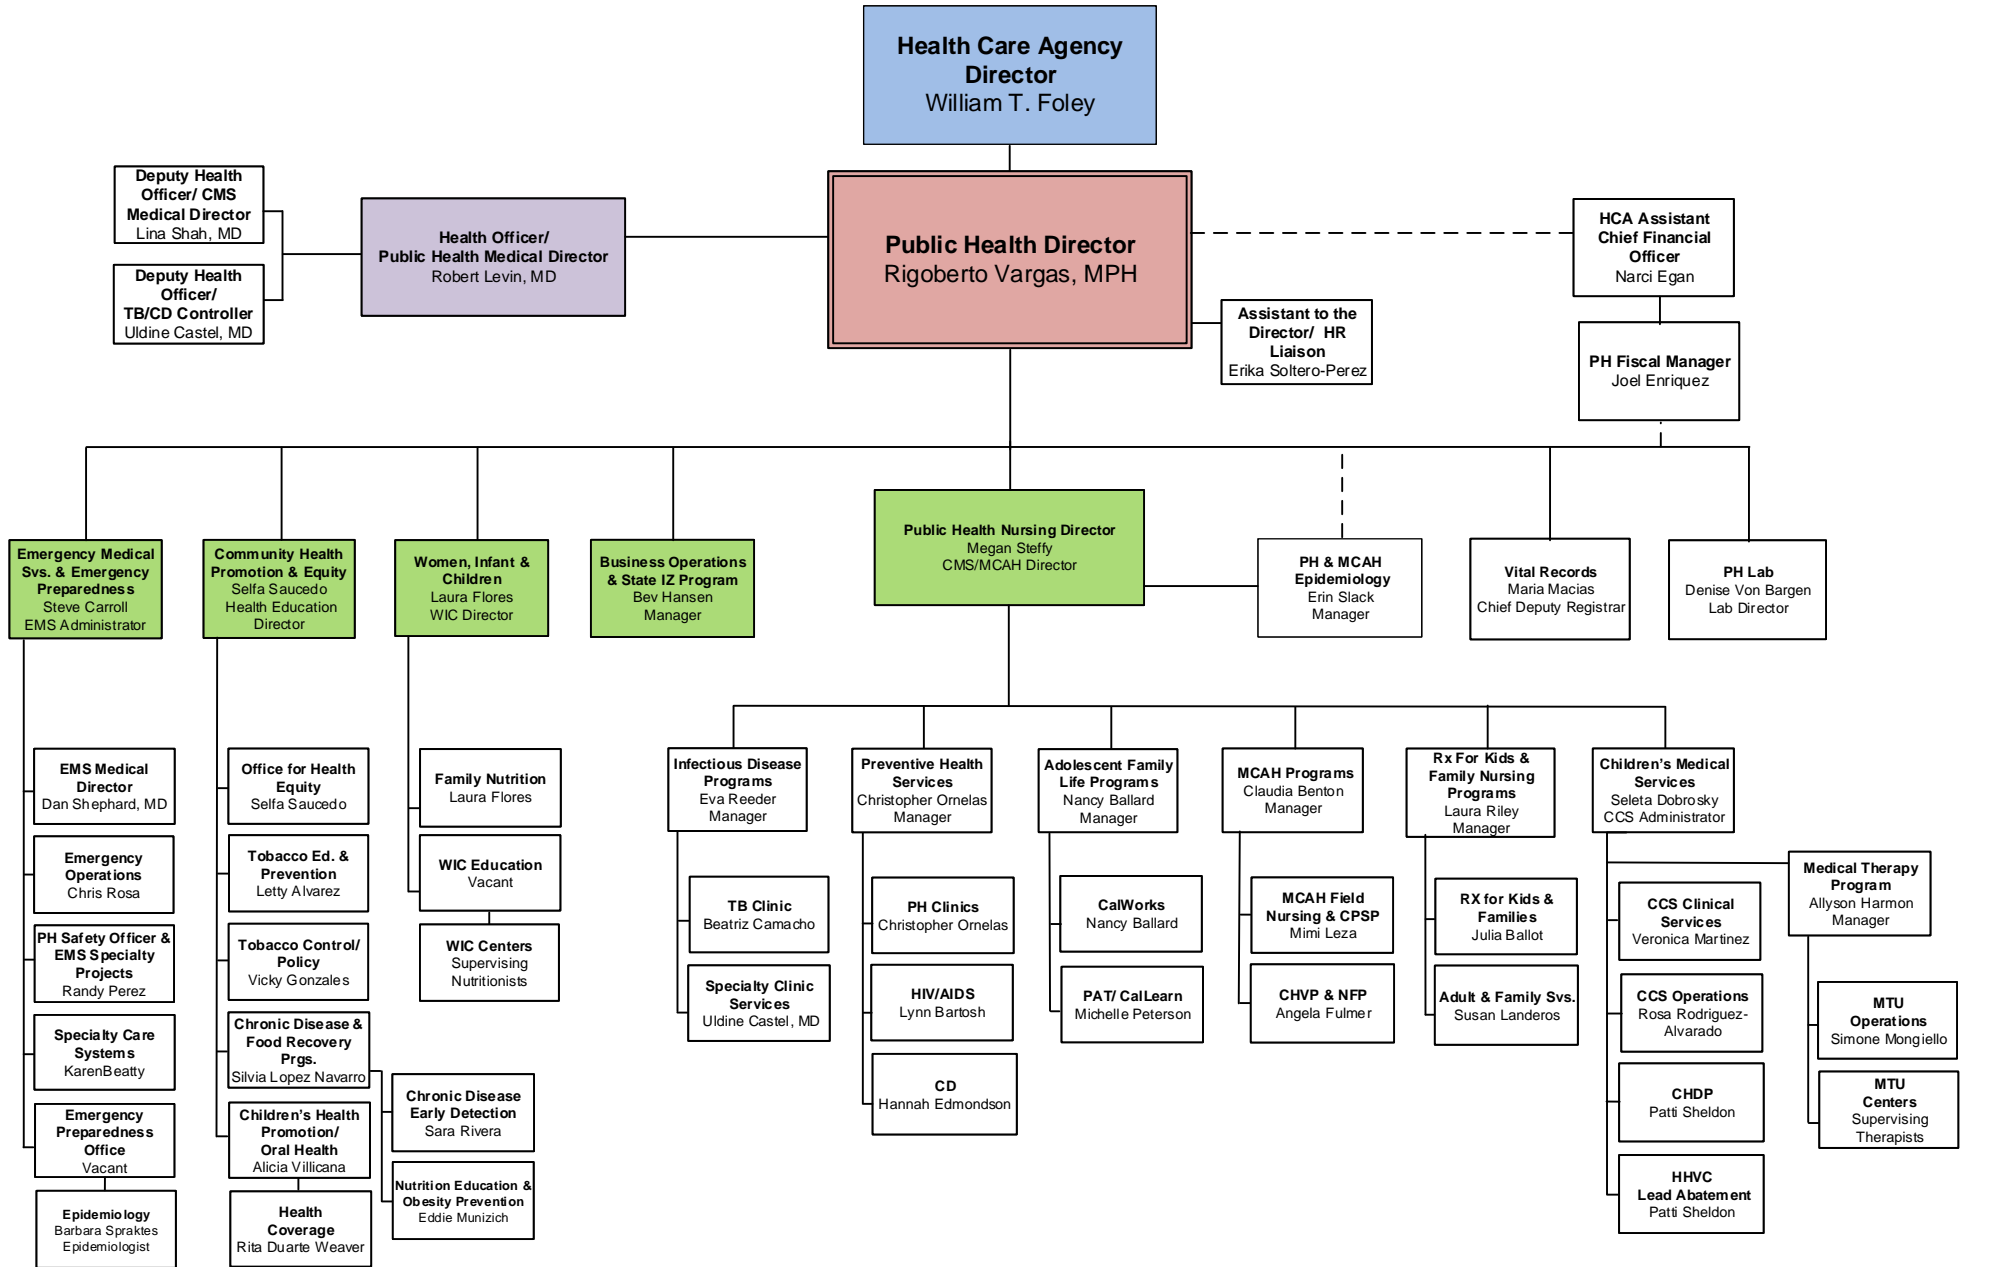 Health Care Agency
Director
William T. Foley
Deputy Health
Officer/ CMS
Medical Director
Lina Shah, MD
Deputy Health
Officer/
TB/CD Controller
Uldine Castel, MD
Health Officer/
Public Health Medical Director
Robert Levin, MD
Public Health Director
Rigoberto Vargas, MPH
HCA Assistant
Chief Financial
Officer
Narci Egan
Assistant to the
Director/ HR
Liaison
Erika Soltero-Perez
PH Fiscal Manager
Joel Enriquez
Emergency Medical
Svs. & Emergency
Preparedness
Steve Carroll
EMS Administrator
Community Health
Promotion & Equity
Selfa Saucedo
Health Education
Director
Women, Infant &
Children
Laura Flores
WIC Director
Business Operations
& State IZ Program
Bev Hansen
Manager
Public Health Nursing Director
Megan Steffy
CMS/MCAH Director
PH & MCAH
Epidemiology
Erin Slack
Manager
Vital Records
Maria Macias
Chief Deputy Registrar
PH Lab
Denise Von Bargen
Lab Director
EMS Medical
Director
Dan Shephard, MD
Emergency
Operations
Chris Rosa
PH Safety Officer &
EMS Specialty
Projects
Randy Perez
Specialty Care
Systems
KarenBeatty
Emergency
Preparedness
Office
Vacant
Epidemiology
Barbara Spraktes
Epidemiologist
Office for Health
Equity
Selfa Saucedo
Tobacco Ed. &
Prevention
Letty Alvarez
Tobacco Control/
Policy
Vicky Gonzales
Chronic Disease &
Food Recovery
Prgs.
Silvia Lopez Navarro
Children's Health
Promotion/
Oral Health
Alicia Villicana
Health
Coverage
Rita Duarte Weaver
Chronic Disease
Early Detection
Sara Rivera
Nutrition Education &
Obesity Prevention
Eddie Munizich
Family Nutrition
Laura Flores
WIC Education
Vacant
WIC Centers
Supervising
Nutritionists
Infectious Disease
Programs
Eva Reeder
Manager
TB Clinic
Beatriz Camacho
Specialty Clinic
Services
Uldine Castel, MD
Preventive Health
Services
Christopher Ornelas
Manager
PH Clinics
Christopher Ornelas
HIV/AIDS
Lynn Bartosh
CD
Hannah Edmondson
Adolescent Family
Life Programs
Nancy Ballard
Manager
CalWorks
Nancy Ballard
PAT/ CalLearn
Michelle Peterson
MCAH Programs
Claudia Benton
Manager
MCAH Field
Nursing & CPSP
Mimi Leza
CHVP & NFP
Angela Fulmer
Rx For Kids &
Family Nursing
Programs
Laura Riley
Manager
RX for Kids &
Families
Julia Ballot
Adult & Family Svs.
Susan Landeros
Children's Medical
Services
Seleta Dobrosky
CCS Administrator
CCS Clinical
Services
Veronica Martinez
CCS Operations
Rosa Rodriguez-
Alvarado
CHDP
Patti Sheldon
HHVC
Lead Abatement
Patti Sheldon
Medical Therapy
Program
Allyson Harmon
Manager
MTU
Operations
Simone Mongiello
MTU
Centers
Supervising
Therapists